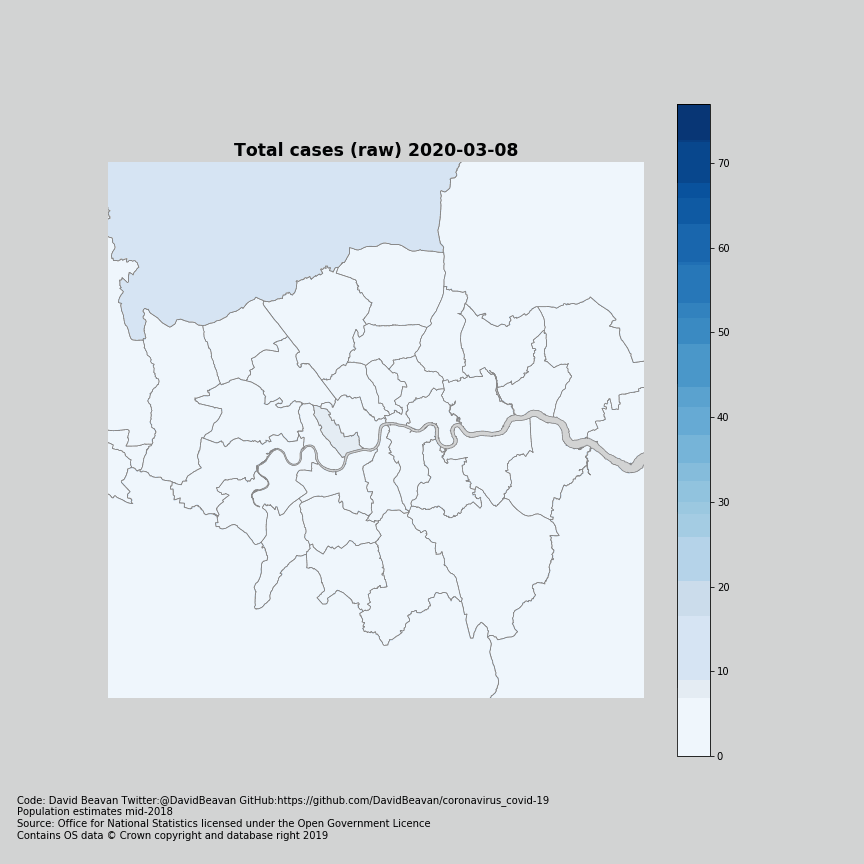 Total cases (raw) 2020-03-08
70
60
50
40
30
20
10
0
Code: David Beavan Twitter:@DavidBeavan GitHub:https://github.com/DavidBeavan/coronavirus_covid-19
Population estimates mid-2018
Source: Office for National Statistics licensed under the Open Government Licence
Contains OS data © Crown copyright and database right 2019